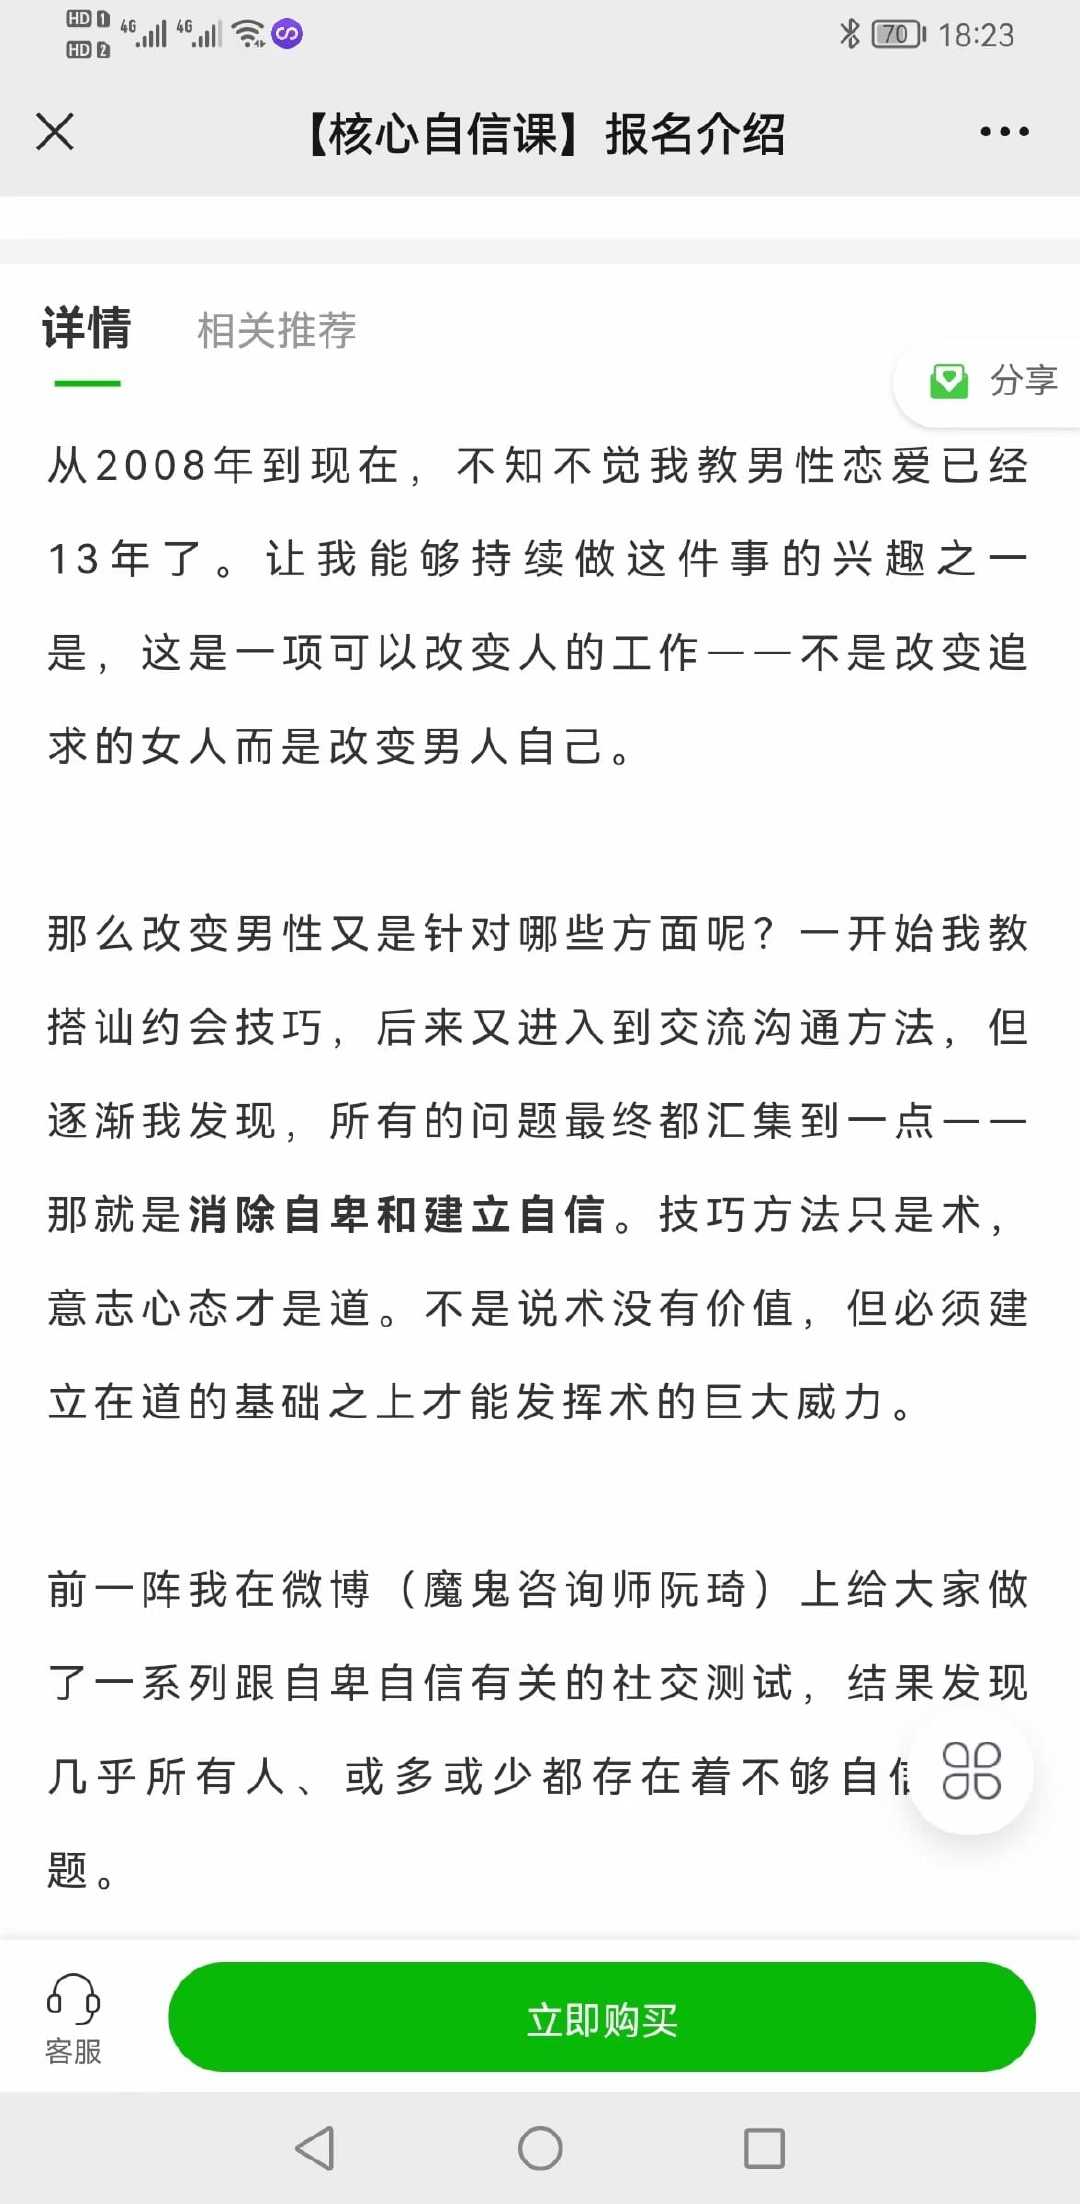 HD 1 4G 4G 70 18:23
HD 2
【核心自信课】报名介绍
详情 相关推荐
分享
从2008年到现在，不知不觉我教男性恋爱已经
13年了。让我能够持续做这件事的兴趣之一
是，这是一项可以改变人的工作——不是改变追
求的女人而是改变男人自己。
那么改变男性又是针对哪些方面呢？一开始我教
搭讪约会技巧，后来又进入到交流沟通方法，但
逐渐我发现，所有的问题最终都汇集到一点——
那就是消除自卑和建立自信。技巧方法只是术，
意志心态才是道。不是说术没有价值，但必须建
立在道的基础之上才能发挥术的巨大威力。
前一阵我在微博（魔鬼咨询师阮琦）上给大家做
了一系列跟自卑自信有关的社交测试，结果发现
几乎所有人、或多或少都存在着不够自信
题。
立即购买
客服